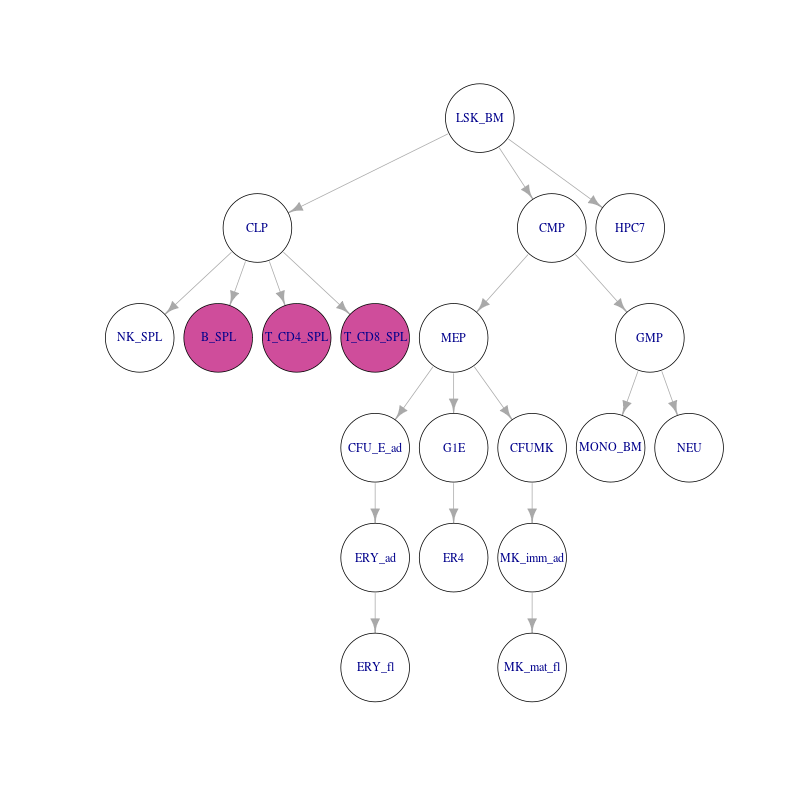 LSK_BM
CLP
CMP
HPC7
NK_SPL
B_SPL
T_CD4_SPL
T_CD8_SPL
MEP
GMP
CFU_E_ad
G1E
CFUMK
MONO_BM
NEU
ERY_ad
ER4
MK_imm_ad
ERY_fl
MK_mat_fl